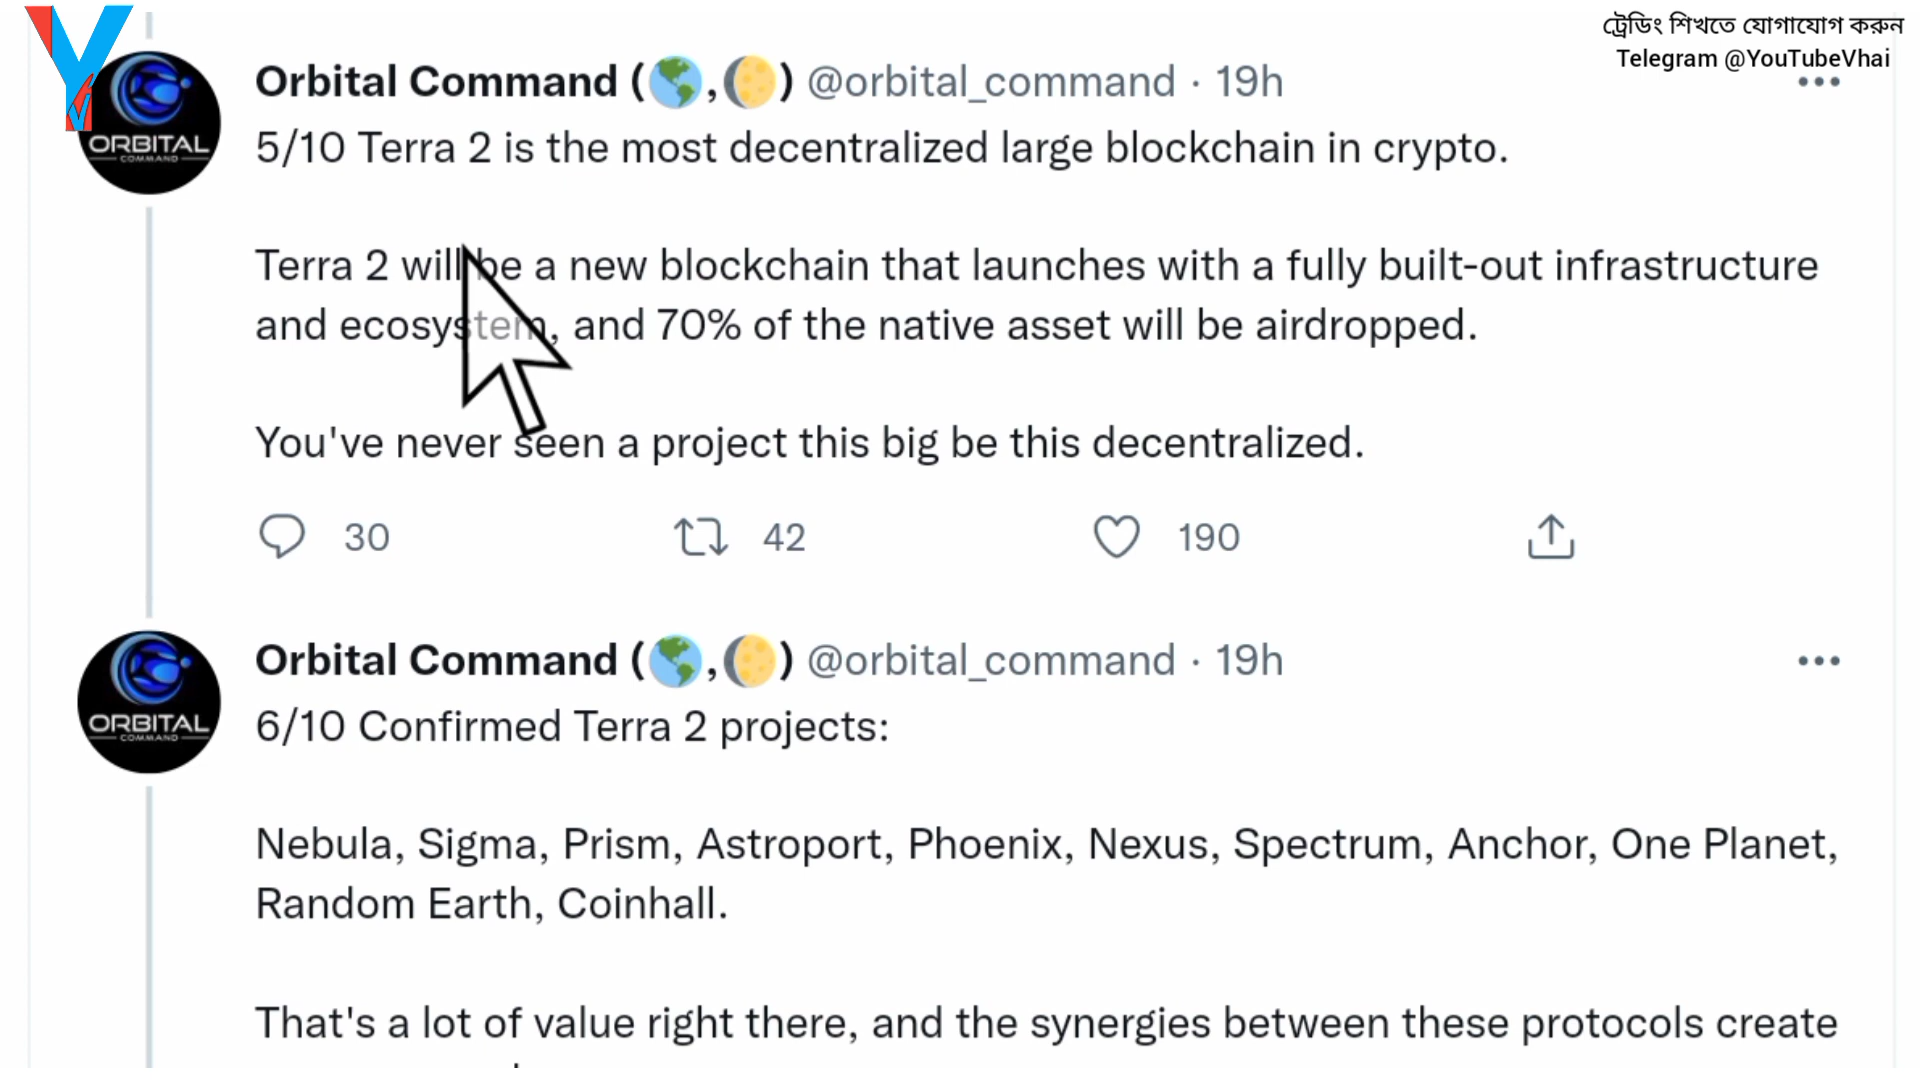 ট্রেডিং শিখতে যোগাযোগ করুন
Telegram @YouTubeVhai
ORBITAL
COMMAND
Orbital Command (🌎,🌔) @orbital_command · 19h
5/10 Terra 2 is the most decentralized large blockchain in crypto.
Terra 2 will be a new blockchain that launches with a fully built-out infrastructure
and ecosystem, and 70% of the native asset will be airdropped.
You've never seen a project this big be this decentralized.
30 42 190
ORBITAL
COMMAND
Orbital Command (🌎,🌔) @orbital_command · 19h
6/10 Confirmed Terra 2 projects:
Nebula, Sigma, Prism, Astroport, Phoenix, Nexus, Spectrum, Anchor, One Planet,
Random Earth, Coinhall.
That's a lot of value right there, and the synergies between these protocols create